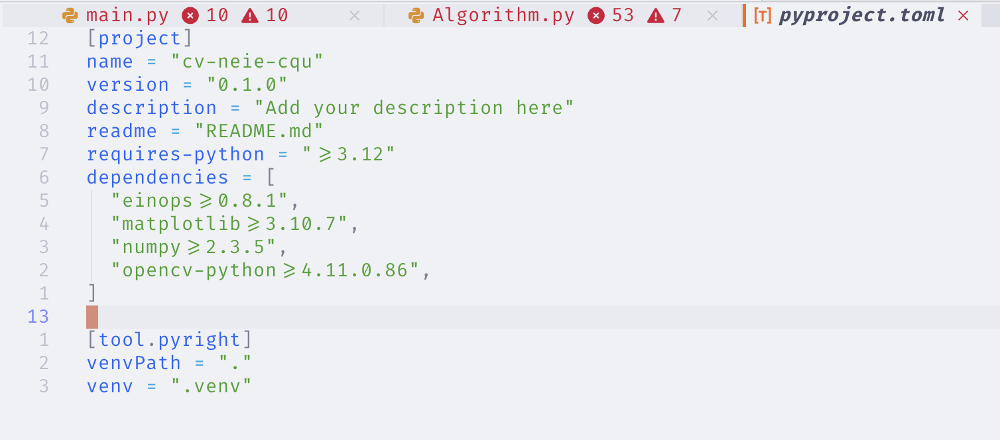 main.py 10 10 Algorithm.py 53 7 [T] pyproject.toml
12 [project]
11 name = "cv-neie-cqu"
10 version = "0.1.0"
9 description = "Add your description here"
8 readme = "README.md"
7 requires-python = "⩾3.12"
6 dependencies = [
5 "einops⩾0.8.1",
4 "matplotlib⩾3.10.7",
3 "numpy⩾2.3.5",
2 "opencv-python⩾4.11.0.86",
1 ]
13
1 [tool.pyright]
2 venvPath = "."
3 venv = ".venv"